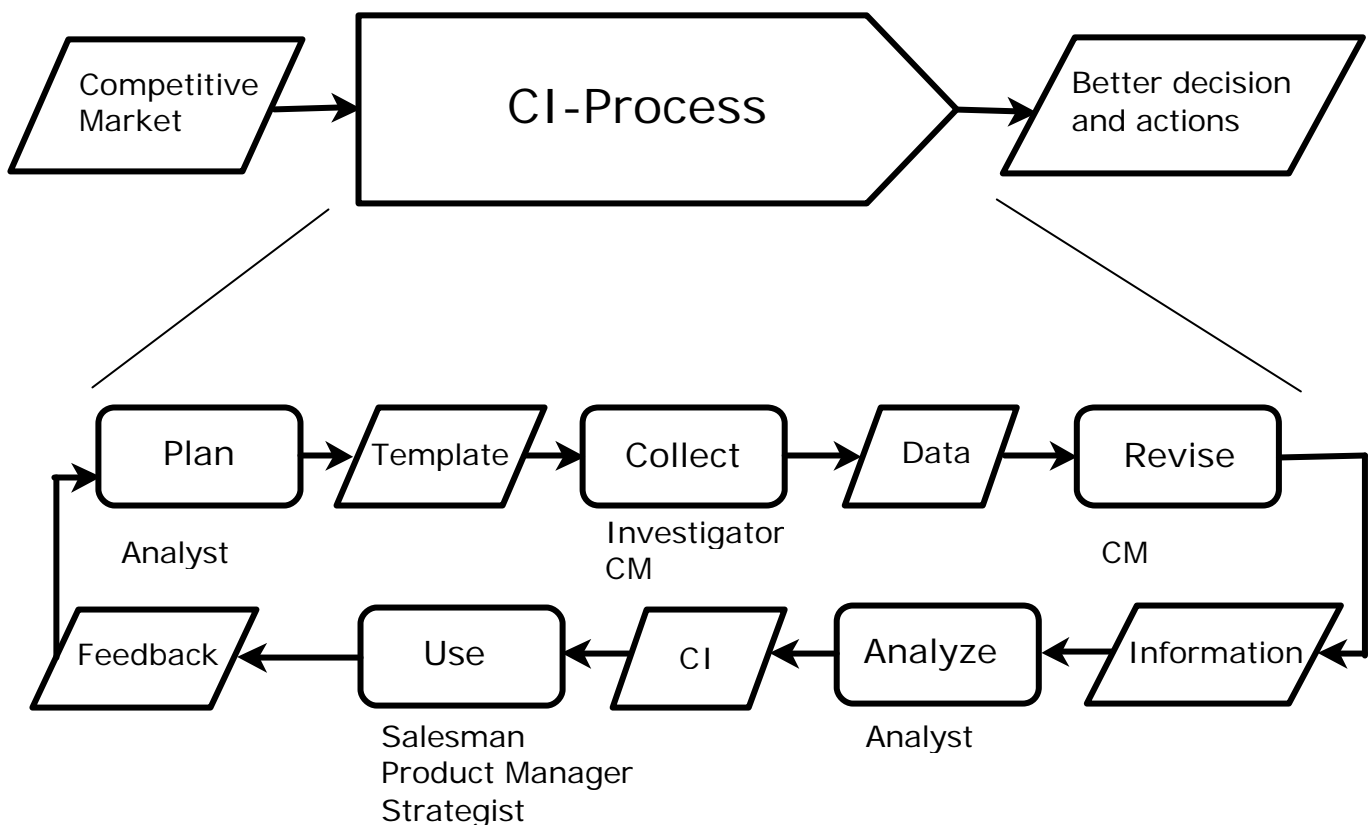 Competitive
Market
CI-Process
Better decision
and actions
Plan
Template
Collect
Data
Revise
Analyst
Investigator
CM
CM
Feedback
Use
CI
Analyze
Information
Salesman
Product Manager
Strategist
Analyst